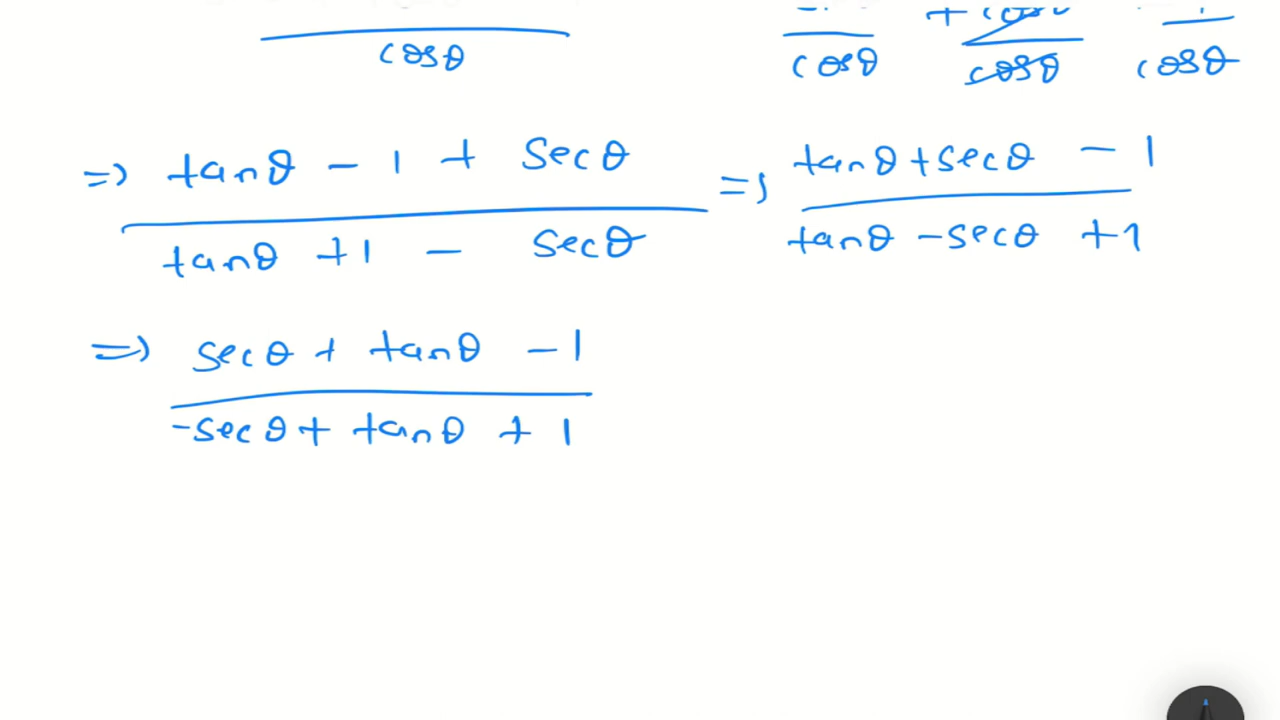 cosθ cosθ + cosθ/cosθ cosθ
=> tanθ - 1 + secθ / tanθ + 1 - secθ => tanθ + secθ - 1 / tanθ - secθ + 1
=> secθ + tanθ - 1 / -secθ + tanθ + 1